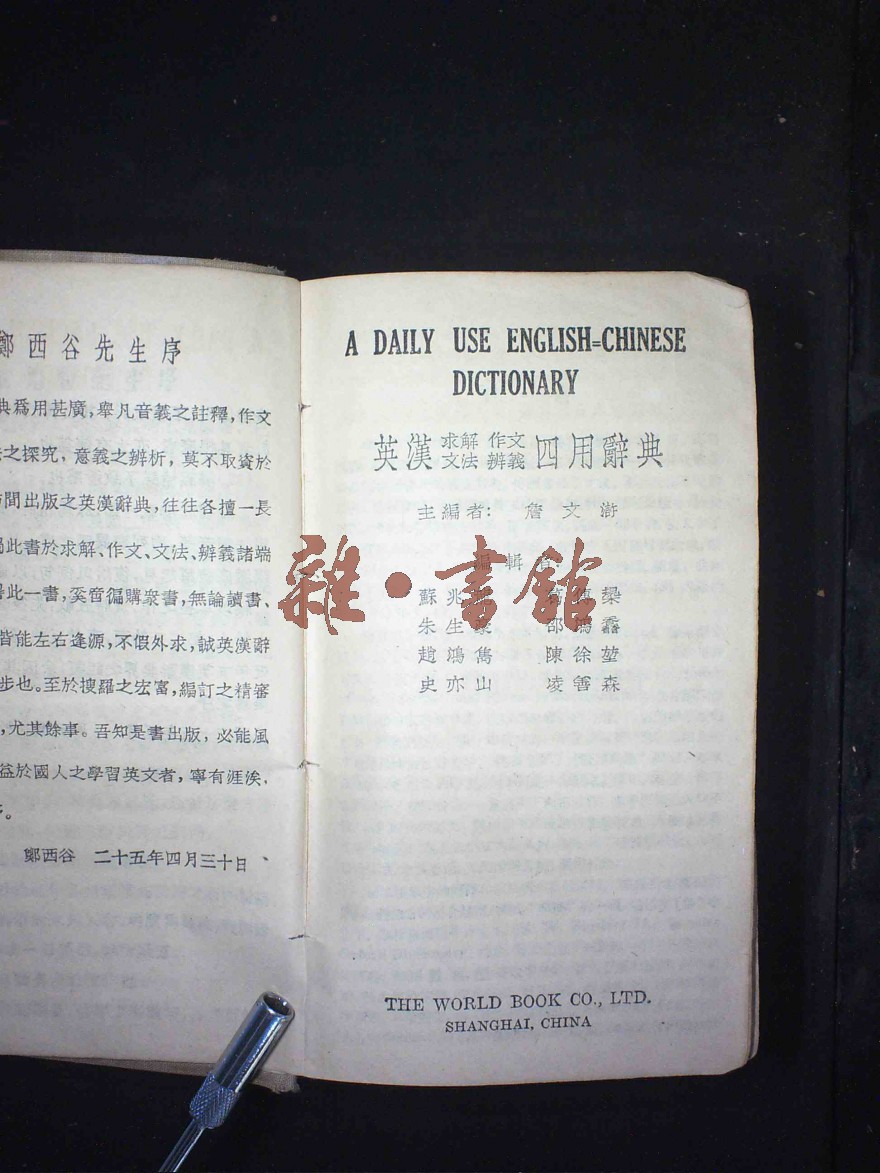 鄭西谷先生序
典爲用甚廣，舉凡音義之註釋，作文
之探究，意義之辨析，莫不取資於
間出版之英漢辭典，往往各擅一長
此書於求解、作文、文法、辨義諸端
此一書，奚啻徧購衆書，無論讀書、
皆能左右逢源，不假外求，誠英漢辭
步也。至於搜羅之宏富，編訂之精審
，尤其餘事。吾知是書出版，必能風
益於國人之學習英文者，寧有涯涘、
。
鄭西谷 二十五年四月三十日
A DAILY USE ENGLISH=CHINESE
DICTIONARY
英漢 求解 作文 文法 辨義 四用辭典
主編者： 詹文滸
編輯者
蘇兆
朱生 邵鴻馫
趙鴻雋 陳徐堃
史亦山 凌善森
雜·書館
THE WORLD BOOK CO., LTD.
SHANGHAI, CHINA